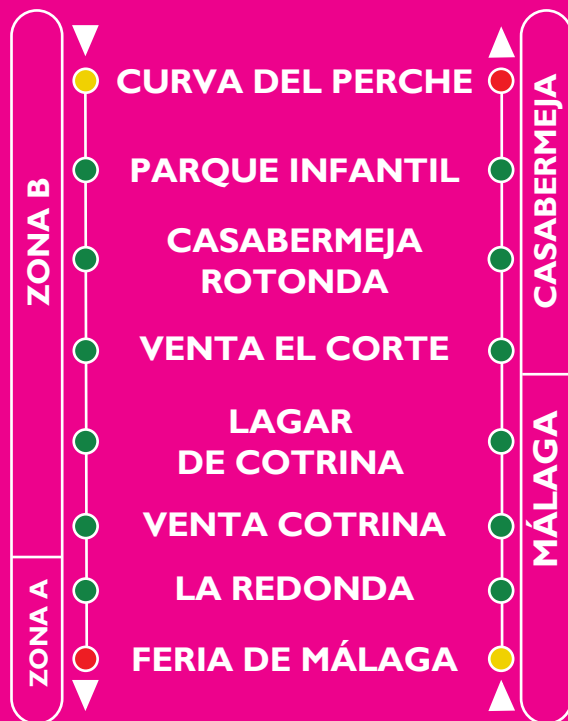 ZONA B
ZONA A
CURVA DEL PERCHE
PARQUE INFANTIL
CASABERMEJA
ROTONDA
VENTA EL CORTE
LAGAR
DE COTRINA
VENTA COTRINA
LA REDONDA
FERIA DE MÁLAGA
CASABERMEJA
MÁLAGA